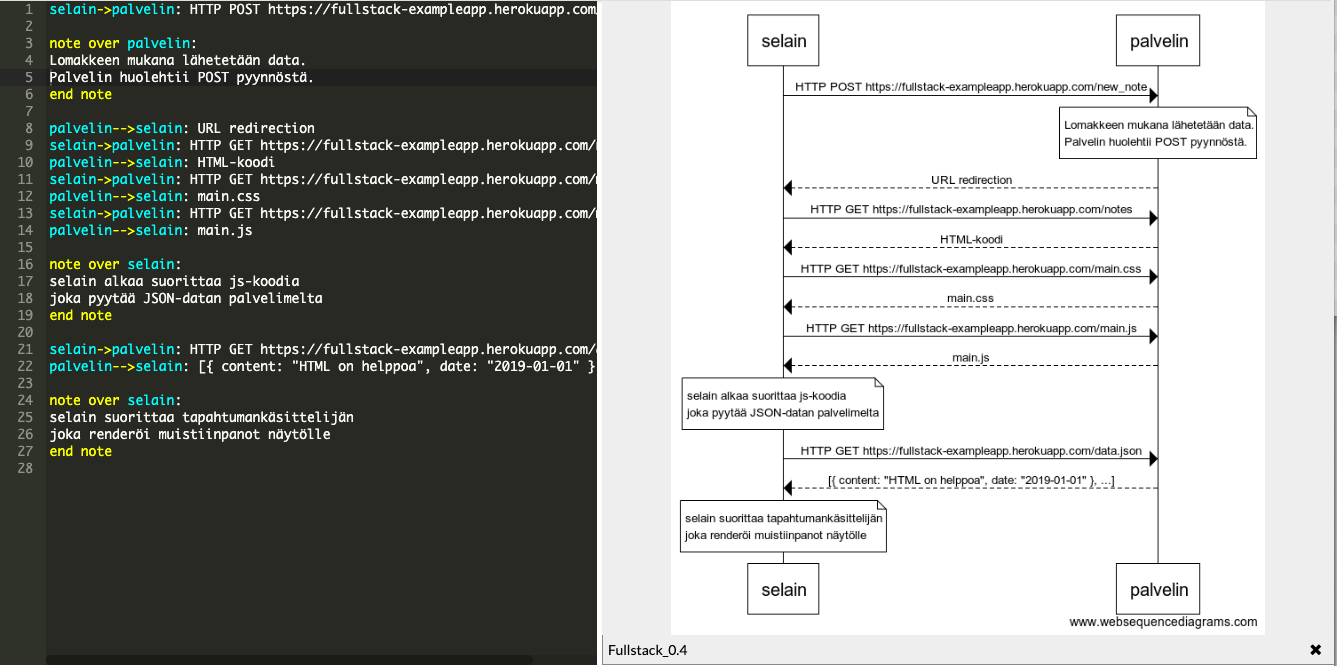 1 selain->palvelin: HTTP POST https://fullstack-exampleapp.herokuapp.com
2
3 note over palvelin:
4 Lomakkeen mukana lähetetään data.
5 Palvelin huolehtii POST pyynnöstä.
6 end note
7
8 palvelin-->selain: URL redirection
9 selain->palvelin: HTTP GET https://fullstack-exampleapp.herokuapp.com/
10 palvelin-->selain: HTML-koodi
11 selain->palvelin: HTTP GET https://fullstack-exampleapp.herokuapp.com/
12 palvelin-->selain: main.css
13 selain->palvelin: HTTP GET https://fullstack-exampleapp.herokuapp.com/
14 palvelin-->selain: main.js
15
16 note over selain:
17 selain alkaa suorittaa js-koodia
18 joka pyytää JSON-datan palvelimelta
19 end note
20
21 selain->palvelin: HTTP GET https://fullstack-exampleapp.herokuapp.com/
22 palvelin-->selain: [{ content: "HTML on helppoa", date: "2019-01-01" }
23
24 note over selain:
25 selain suorittaa tapahtumankäsittelijän
26 joka renderöi muistiinpanot näytölle
27 end note
28
selain
palvelin
HTTP POST https://fullstack-exampleapp.herokuapp.com/new_note
Lomakkeen mukana lähetetään data.
Palvelin huolehtii POST pyynnöstä.
URL redirection
HTTP GET https://fullstack-exampleapp.herokuapp.com/notes
HTML-koodi
HTTP GET https://fullstack-exampleapp.herokuapp.com/main.css
main.css
HTTP GET https://fullstack-exampleapp.herokuapp.com/main.js
main.js
selain alkaa suorittaa js-koodia
joka pyytää JSON-datan palvelimelta
HTTP GET https://fullstack-exampleapp.herokuapp.com/data.json
[{ content: "HTML on helppoa", date: "2019-01-01" }, ...]
selain suorittaa tapahtumankäsittelijän
joka renderöi muistiinpanot näytölle
selain
palvelin
www.websequencediagrams.com
Fullstack_0.4